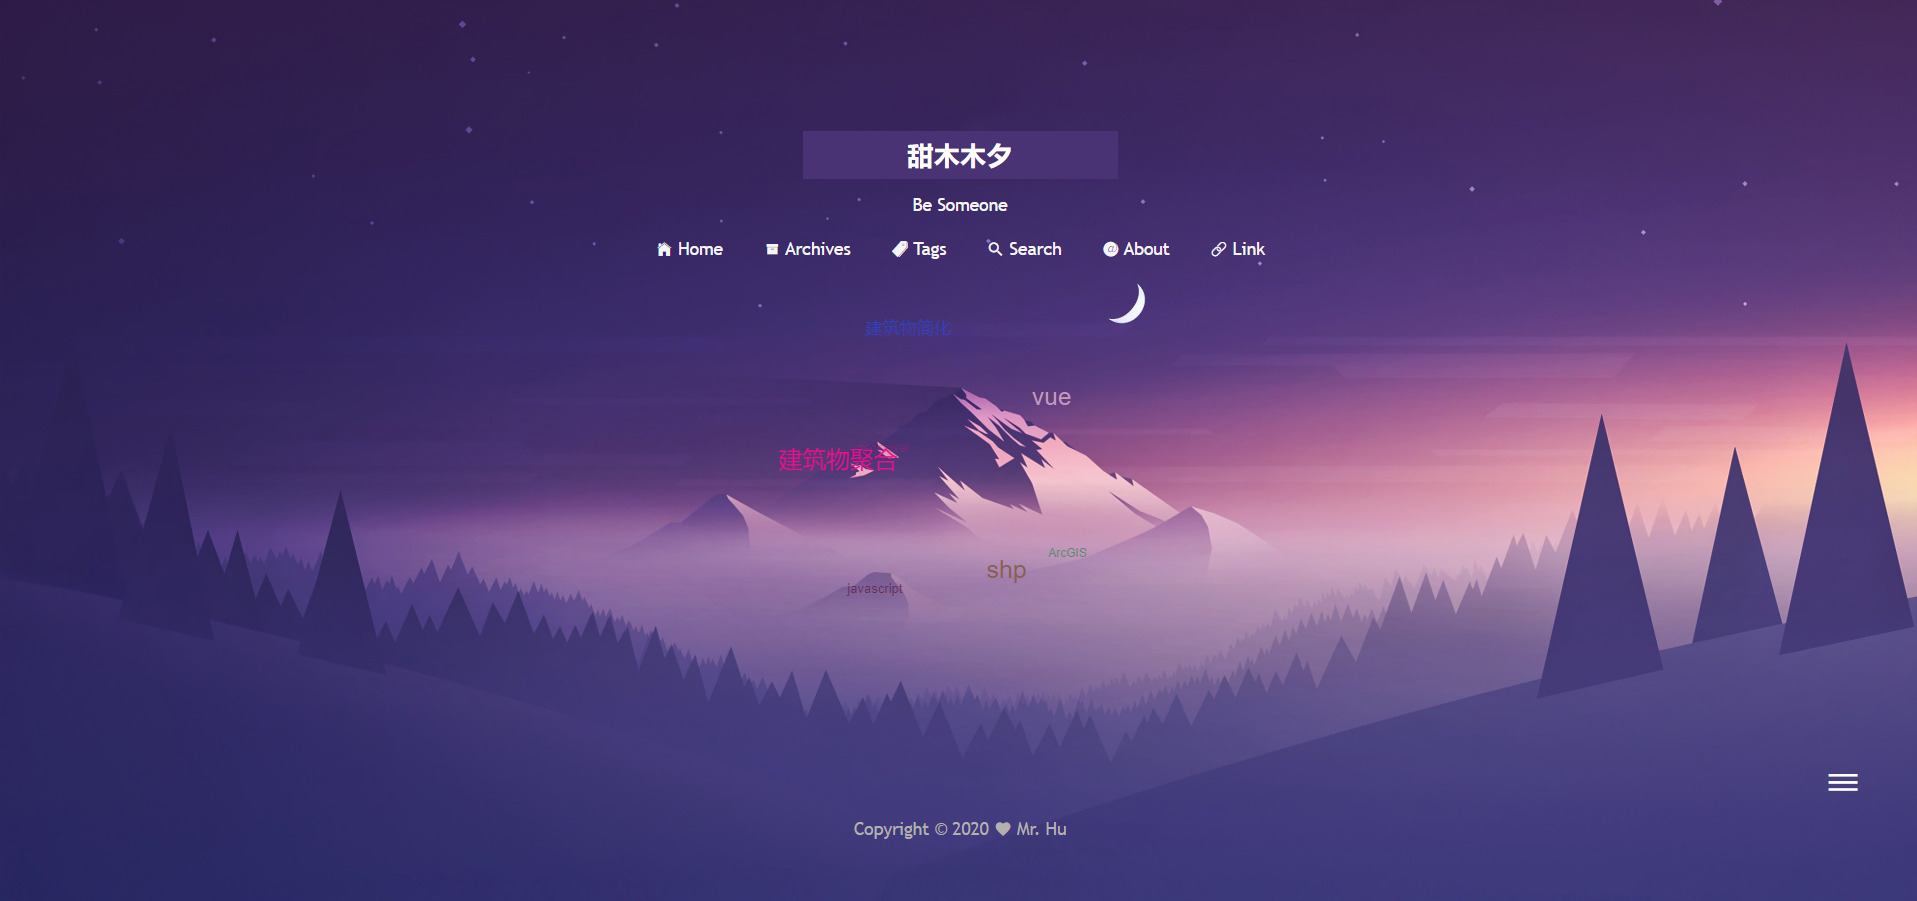 甜木木夕
Be Someone
Home Archives Tags Search About Link
建筑物简化
vue
建筑物聚合
ArcGIS
shp
javascript
Copyright © 2020 ♥ Mr. Hu